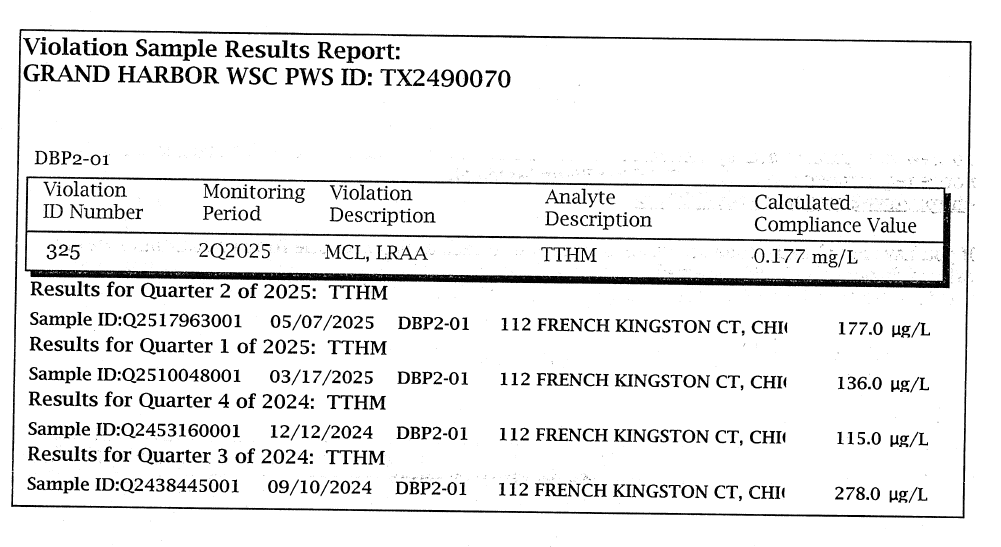 Violation Sample Results Report:
GRAND HARBOR WSC PWS ID: TX2490070
DBP2-01
Violation ID Number Monitoring Period Violation Description Analyte Description Calculated Compliance Value
325 2Q2025 MCL, LRAA TTHM 0.177 mg/L
Results for Quarter 2 of 2025: TTHM
Sample ID:Q2517963001 05/07/2025 DBP2-01 112 FRENCH KINGSTON CT, CHI 177.0 µg/L
Results for Quarter 1 of 2025: TTHM
Sample ID:Q2510048001 03/17/2025 DBP2-01 112 FRENCH KINGSTON CT, CHI 136.0 µg/L
Results for Quarter 4 of 2024: TTHM
Sample ID:Q2453160001 12/12/2024 DBP2-01 112 FRENCH KINGSTON CT, CHI 115.0 µg/L
Results for Quarter 3 of 2024: TTHM
Sample ID:Q2438445001 09/10/2024 DBP2-01 112 FRENCH KINGSTON CT, CHI 278.0 µg/L